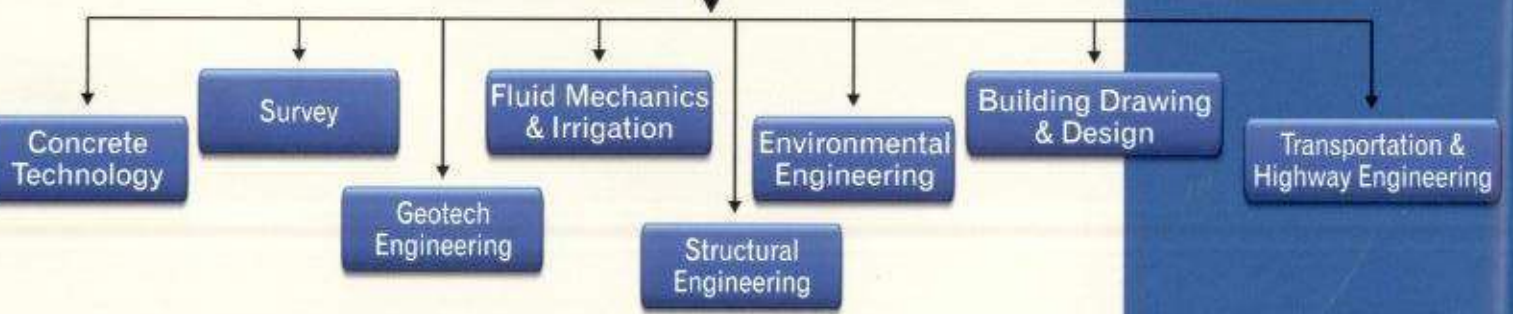 Concrete
Technology
Survey
Geotech
Engineering
Fluid Mechanics
& Irrigation
Structural
Engineering
Environmental
Engineering
Building Drawing
& Design
Transportation &
Highway Engineering